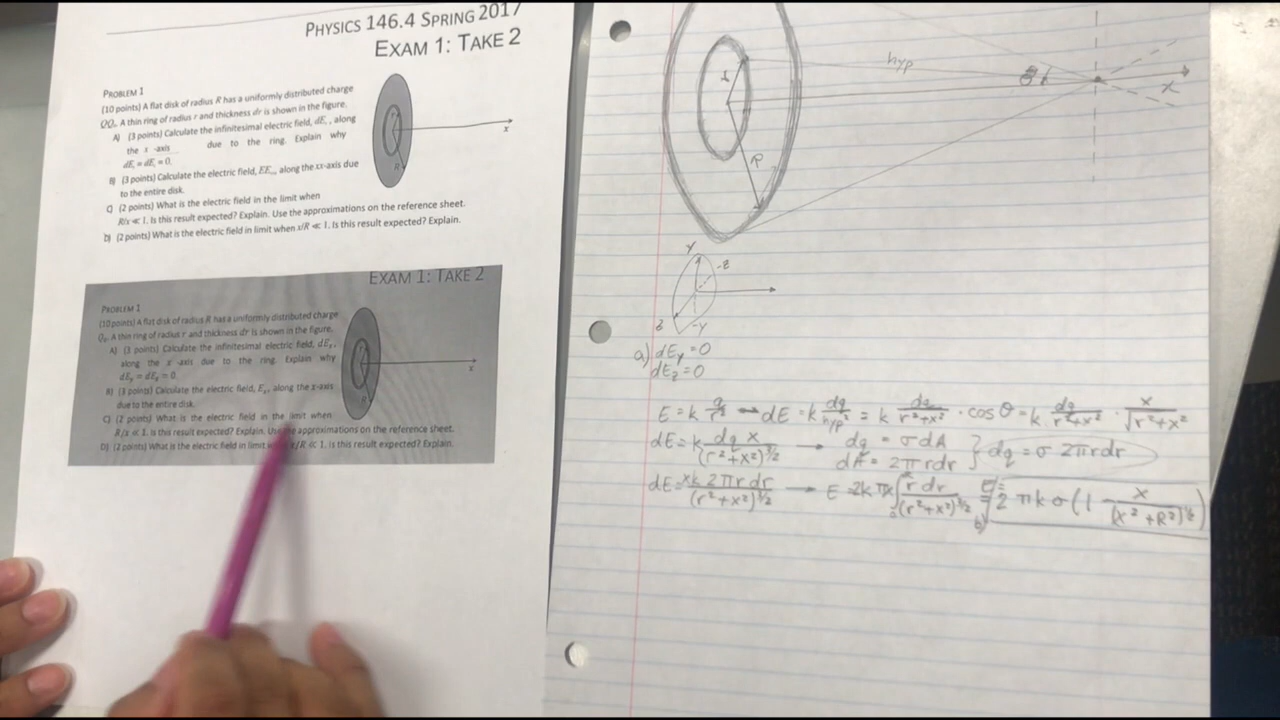 PHYSICS 146.4 SPRING 2017
EXAM 1: TAKE 2
PROBLEM 1
(10 points) A flat disk of radius R has a uniformly distributed charge
QQ₀. A thin ring of radius r and thickness dr is shown in the figure.
A) (3 points) Calculate the infinitesimal electric field, dE, , along
the x -axis due to the ring. Explain why
dE = dE = 0.
B) (3 points) Calculate the electric field, EE , along the xx-axis due
to the entire disk.
C) (2 points) What is the electric field in the limit when
R/x ≪ 1. Is this result expected? Explain. Use the approximations on the reference sheet.
D) (2 points) What is the electric field in limit when x/R ≪ 1. Is this result expected? Explain.
r
R
x
EXAM 1: TAKE 2
PROBLEM 1
(10 points) A flat disk of radius R has a uniformly distributed charge
Q₀. A thin ring of radius r and thickness dr is shown in the figure.
A) (3 points) Calculate the infinitesimal electric field, dEₓ,
along the x -axis due to the ring. Explain why
dEᵧ = dE = 0.
B) (3 points) Calculate the electric field, Eₓ, along the x-axis
due to the entire disk.
C) (2 points) What is the electric field in the limit when
R/x ≪ 1. Is this result expected? Explain. Use the approximations on the reference sheet.
D) (2 points) What is the electric field in limit x/R ≪ 1. Is this result expected? Explain.
r
R
x
hyp
r
R
θ
x
Y
-z
z
-Y
a) dEy = 0
dEz = 0
E = k q/r² → dE = k dq/hyp² = k dq/r²+x² · cos θ = k dq/r²+x² · x/√r²+x²
dE = k dq x/(r²+x²)^3/2 → dq = σdA
dA = 2πrdr } dq = σ 2πrdr
dE = xk 2πrdr/(r²+x²)^3/2 → E = 2kπx ∫ r dr/(r²+x²)^3/2
b) E = 2πkσ(1 x/(x²+R²)^½)